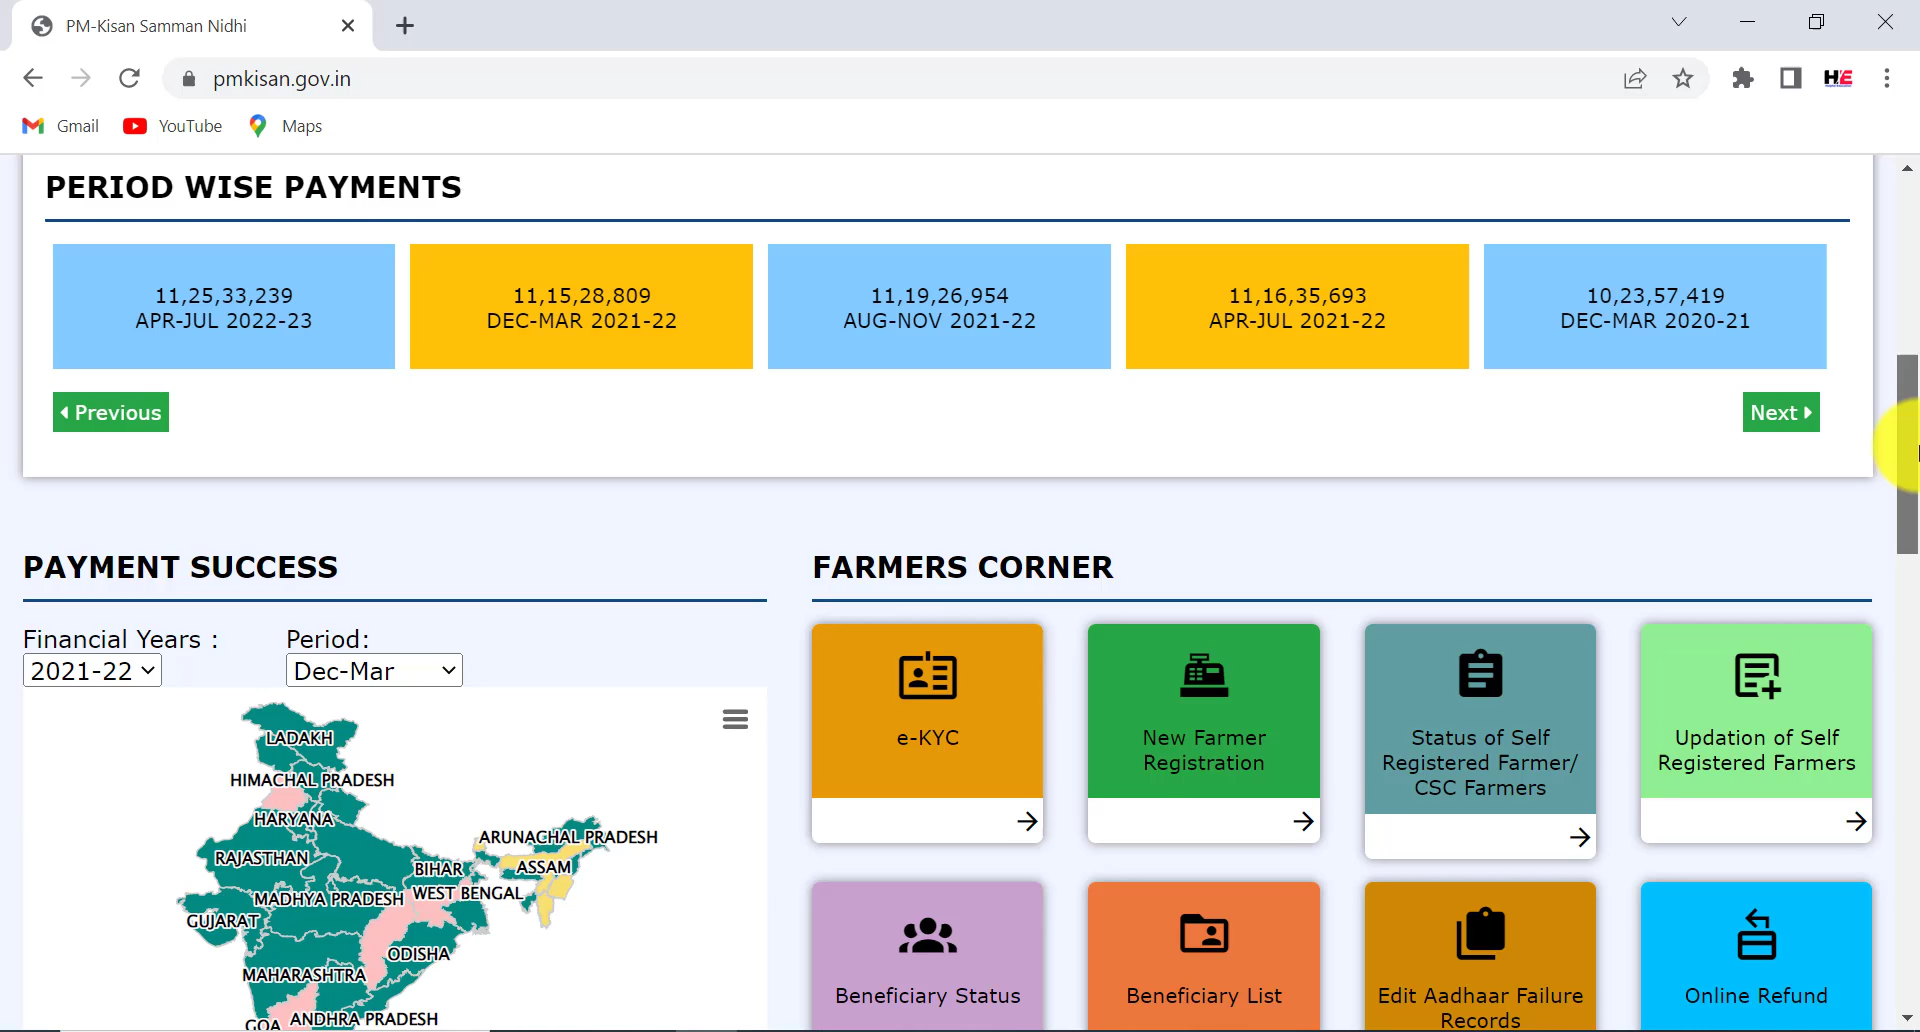 PM-Kisan Samman Nidhi
pmkisan.gov.in
HE
Gmail
YouTube
Maps
PERIOD WISE PAYMENTS
11,25,33,239
APR-JUL 2022-23
11,15,28,809
DEC-MAR 2021-22
11,19,26,954
AUG-NOV 2021-22
11,16,35,693
APR-JUL 2021-22
10,23,57,419
DEC-MAR 2020-21
Previous
Next
PAYMENT SUCCESS
Financial Years :
Period:
2021-22
Dec-Mar
LADAKH
HIMACHAL PRADESH
HARYANA
ARUNACHAL PRADESH
RAJASTHAN
BIHAR
ASSAM
MADHYA PRADESH
WEST BENGAL
GUJARAT
ODISHA
MAHARASHTRA
GOA
ANDHRA PRADESH
FARMERS CORNER
e-KYC
New Farmer
Registration
Status of Self
Registered Farmer/
CSC Farmers
Updation of Self
Registered Farmers
Beneficiary Status
Beneficiary List
Edit Aadhaar Failure
Records
Online Refund